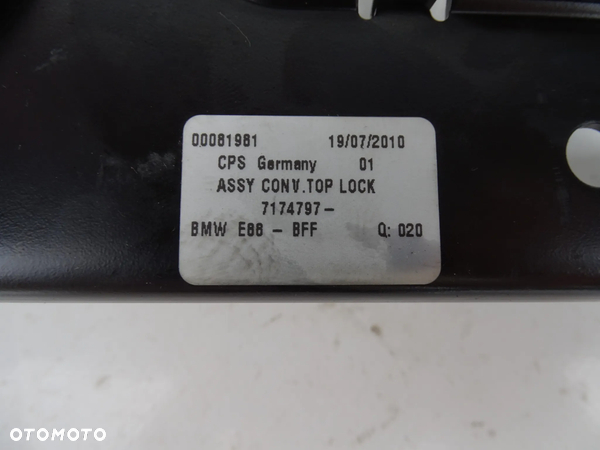 00081981 19/07/2010
CPS Germany 01
ASSY CONV.TOP LOCK
7174797-
BMW E88 - BFF Q: 020
OTOMOTO